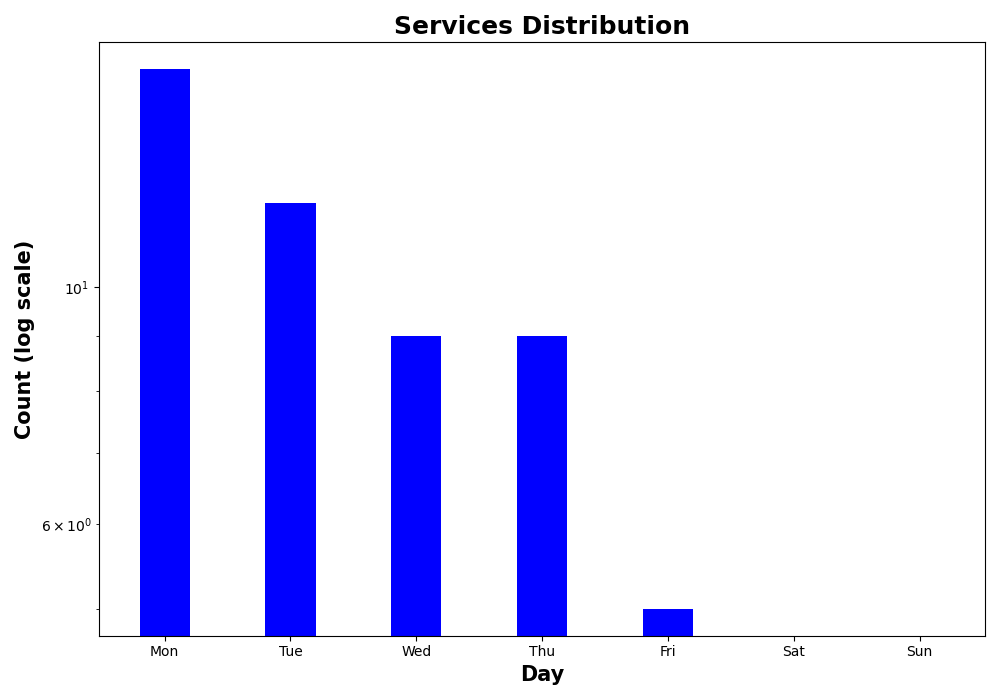 Services Distribution
Count (log scale)
10¹
6 × 10⁰
Mon Tue Wed Thu Fri Sat Sun
Day